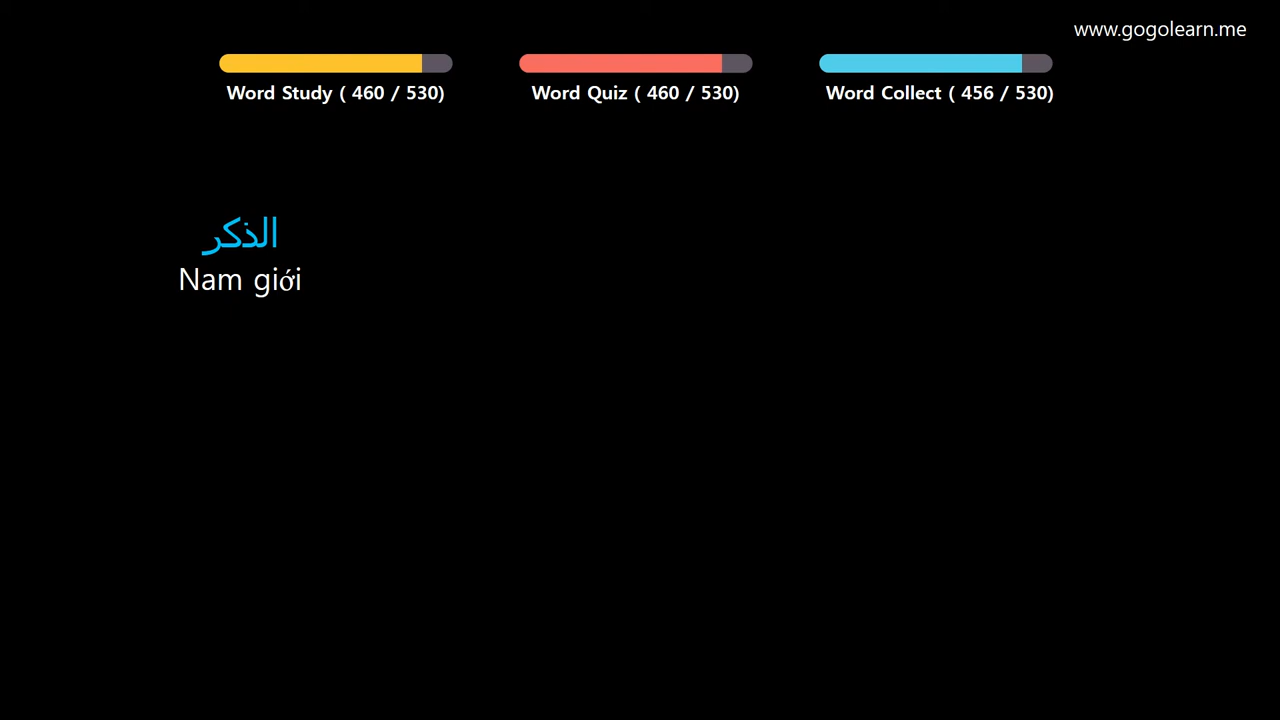 www.gogolearn.me
Word Study ( 460 / 530)
Word Quiz ( 460 / 530)
Word Collect ( 456 / 530)
الذكر
Nam giới